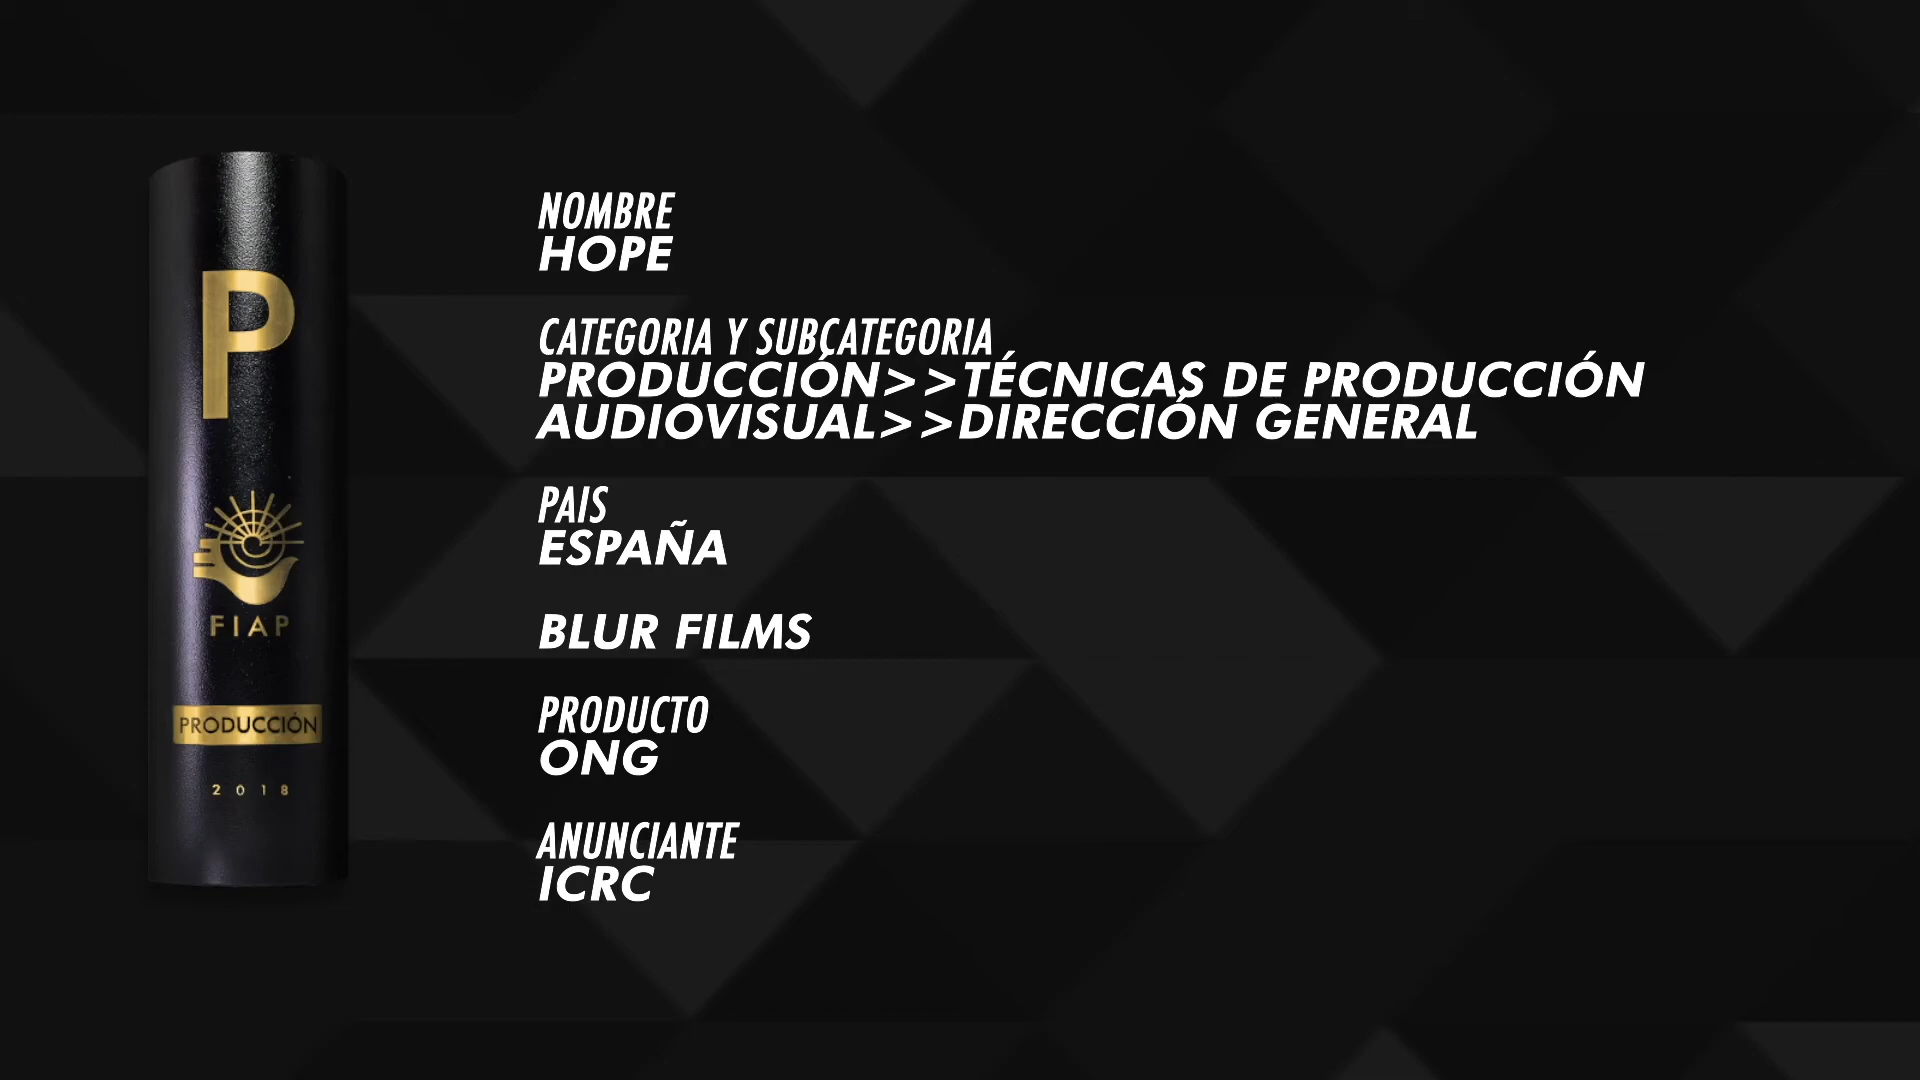 P
FIAP
PRODUCCIÓN
2018
NOMBRE
HOPE
CATEGORIA Y SUBCATEGORIA
PRODUCCIÓN>>TÉCNICAS DE PRODUCCIÓN
AUDIOVISUAL>>DIRECCIÓN GENERAL
PAIS
ESPAÑA
BLUR FILMS
PRODUCTO
ONG
ANUNCIANTE
ICRC